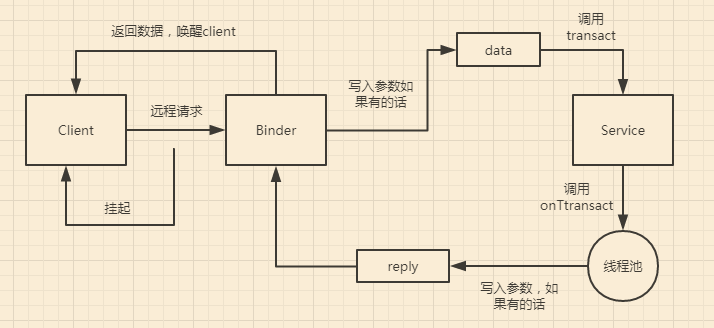 返回数据，唤醒client
调用
transact
data
写入参数如
果有的话
远程请求
Client
Binder
Service
调用
onTtransact
挂起
reply
线程池
写入参数，如
果有的话